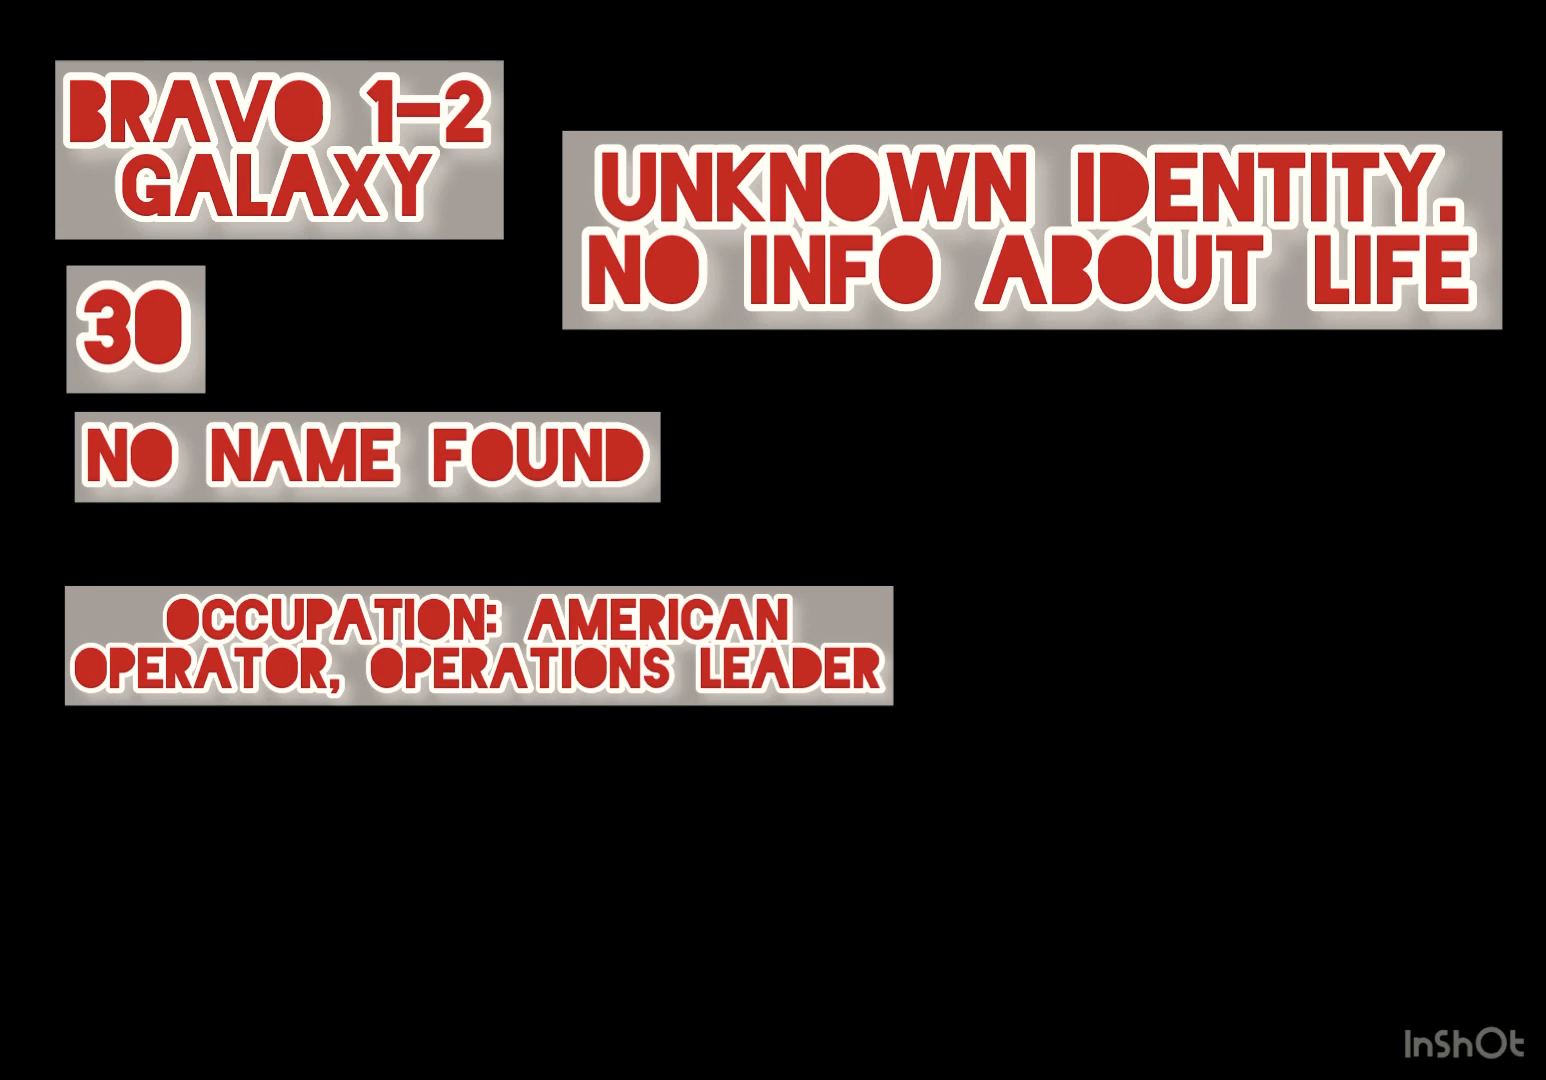 BRAVO 1-2
GALAXY
UNKNOWN IDENTITY.
NO INFO ABOUT LIFE
30
NO NAME FOUND
OCCUPATION: AMERICAN
OPERATOR, OPERATIONS LEADER
InShOt